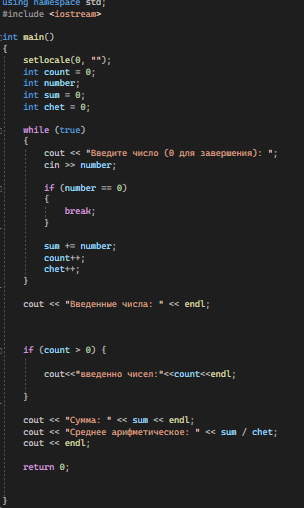 using namespace std;
#include <iostream>
int main()
{
setlocale(0, "");
int count = 0;
int number;
int sum = 0;
int chet = 0;
while (true)
{
cout << "Введите число (0 для завершения): ";
cin >> number;
if (number == 0)
{
break;
}
sum += number;
count++;
chet++;
}
cout << "Введенные числа: " << endl;
if (count > 0) {
cout<<"введенно чисел:"<<count<<endl;
}
cout << "Сумма: " << sum << endl;
cout << "Среднее арифметическое: " << sum / chet;
cout << endl;
return 0;
}